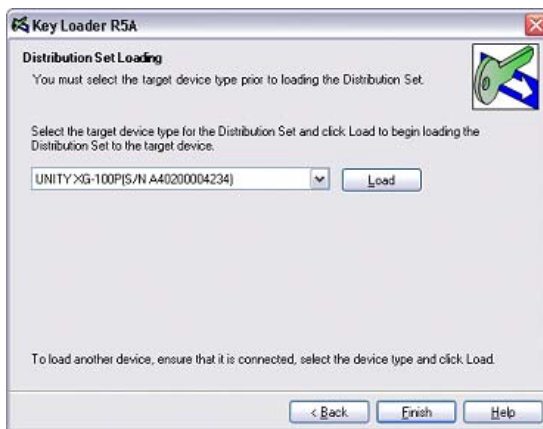 Key Loader R5A
Distribution Set Loading
You must select the target device type prior to loading the Distribution Set.
Select the target device type for the Distribution Set and click Load to begin loading the
Distribution Set to the target device.
UNITY XG-100P(S/N A40200004234)
Load
To load another device, ensure that it is connected, select the device type and click Load.
< Back
Finish
Help